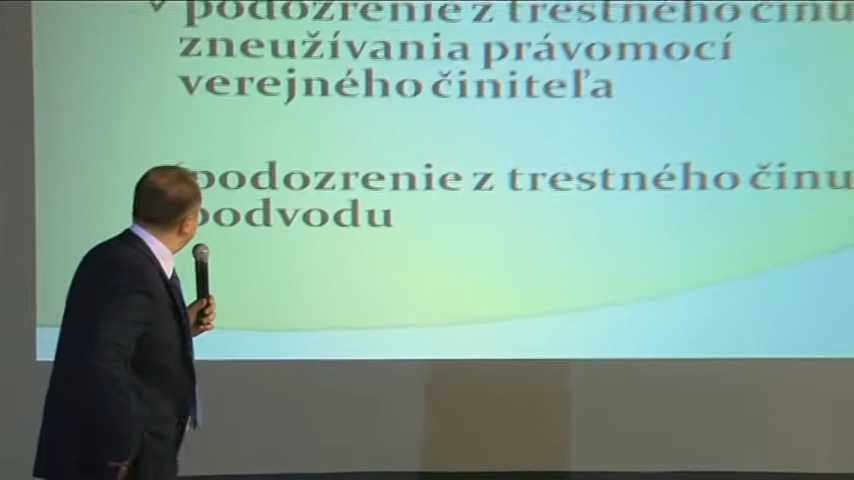 podozrenie z trestného činu
zneužívania právomocí
verejného činiteľa
podozrenie z trestného činu
podvodu